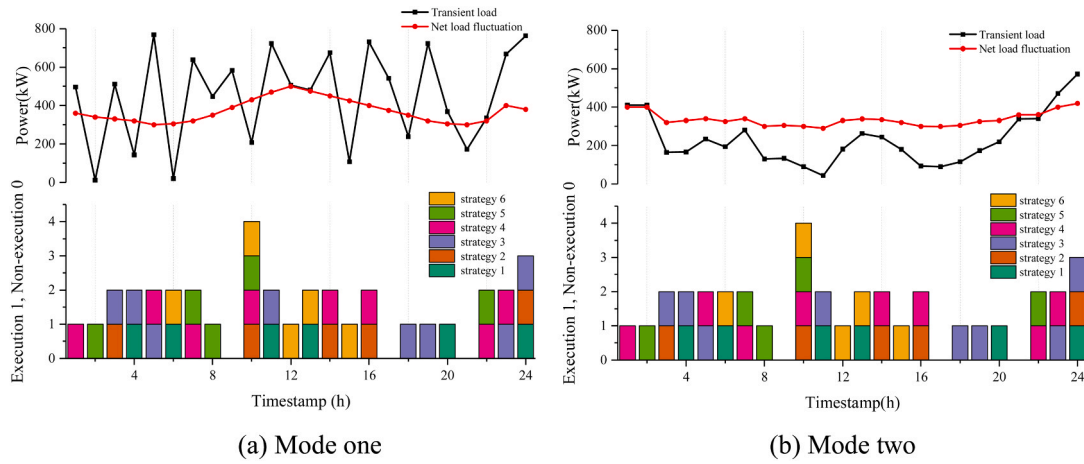 Transient load
Net load fluctuation
Power(kW)
800
600
400
200
0
strategy 6
strategy 5
strategy 4
strategy 3
strategy 2
strategy 1
Execution 1, Non-execution 0
4
3
2
1
0
4
8
12
16
20
24
Timestamp (h)
(a) Mode one
Transient load
Net load fluctuation
Power(kW)
800
600
400
200
0
strategy 6
strategy 5
strategy 4
strategy 3
strategy 2
strategy 1
Execution 1, Non-execution 0
4
3
2
1
0
4
8
12
16
20
24
Timestamp(h)
(b) Mode two